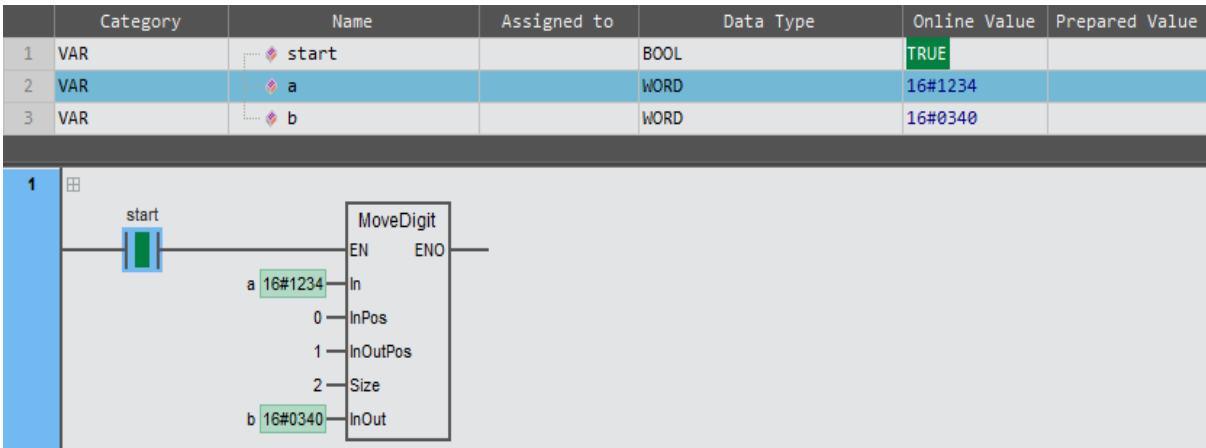 Category Name Assigned to Data Type Online Value Prepared Value
1 VAR start BOOL TRUE
2 VAR a WORD 16#1234
3 VAR b WORD 16#0340
1
start
MoveDigit
EN ENO
a 16#1234 In
0 InPos
1 InOutPos
2 Size
b 16#0340 InOut